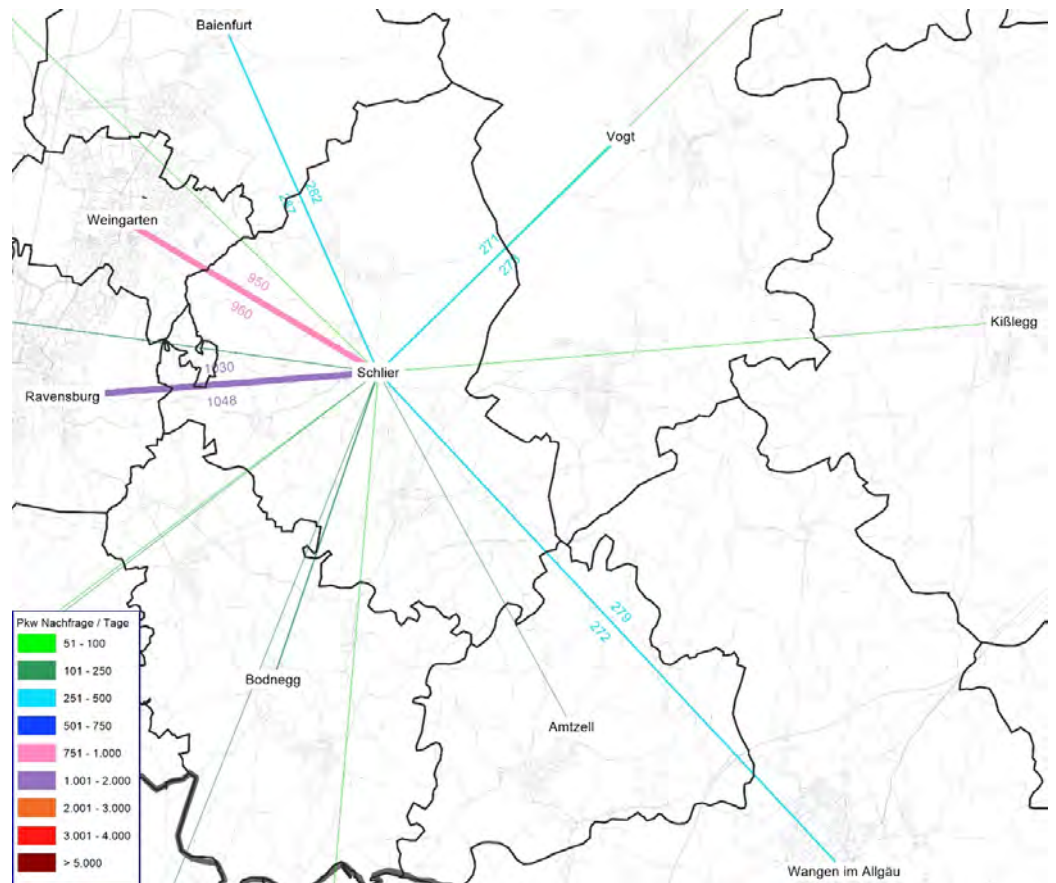 Baienfurt
Vogt
282
Weingarten
271
950
960
Kißlegg
1030
Schlier
Ravensburg
1048
279
272
Pkw Nachfrage / Tage
51 - 100
101 - 250
251 - 500
501 - 750
751 - 1.000
1.001 - 2.000
2.001 - 3.000
3.001 - 4.000
> 5.000
Bodnegg
Amtzell
Wangen im Allgäu